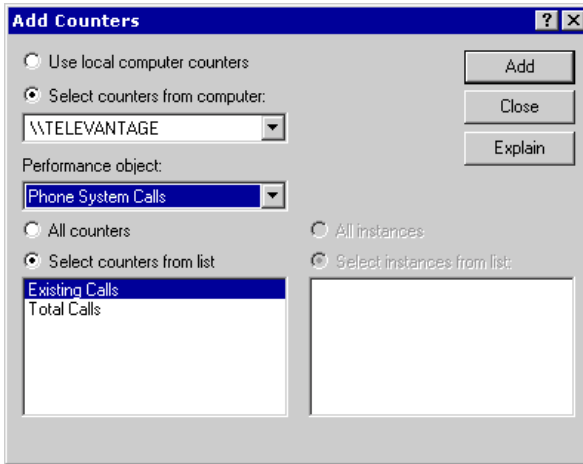 Add Counters
Use local computer counters
Select counters from computer:
\\TELEVANTAGE
Performance object:
Phone System Calls
All counters
Select counters from list
Existing Calls
Total Calls
All instances
Select instances from list:
Add
Close
Explain